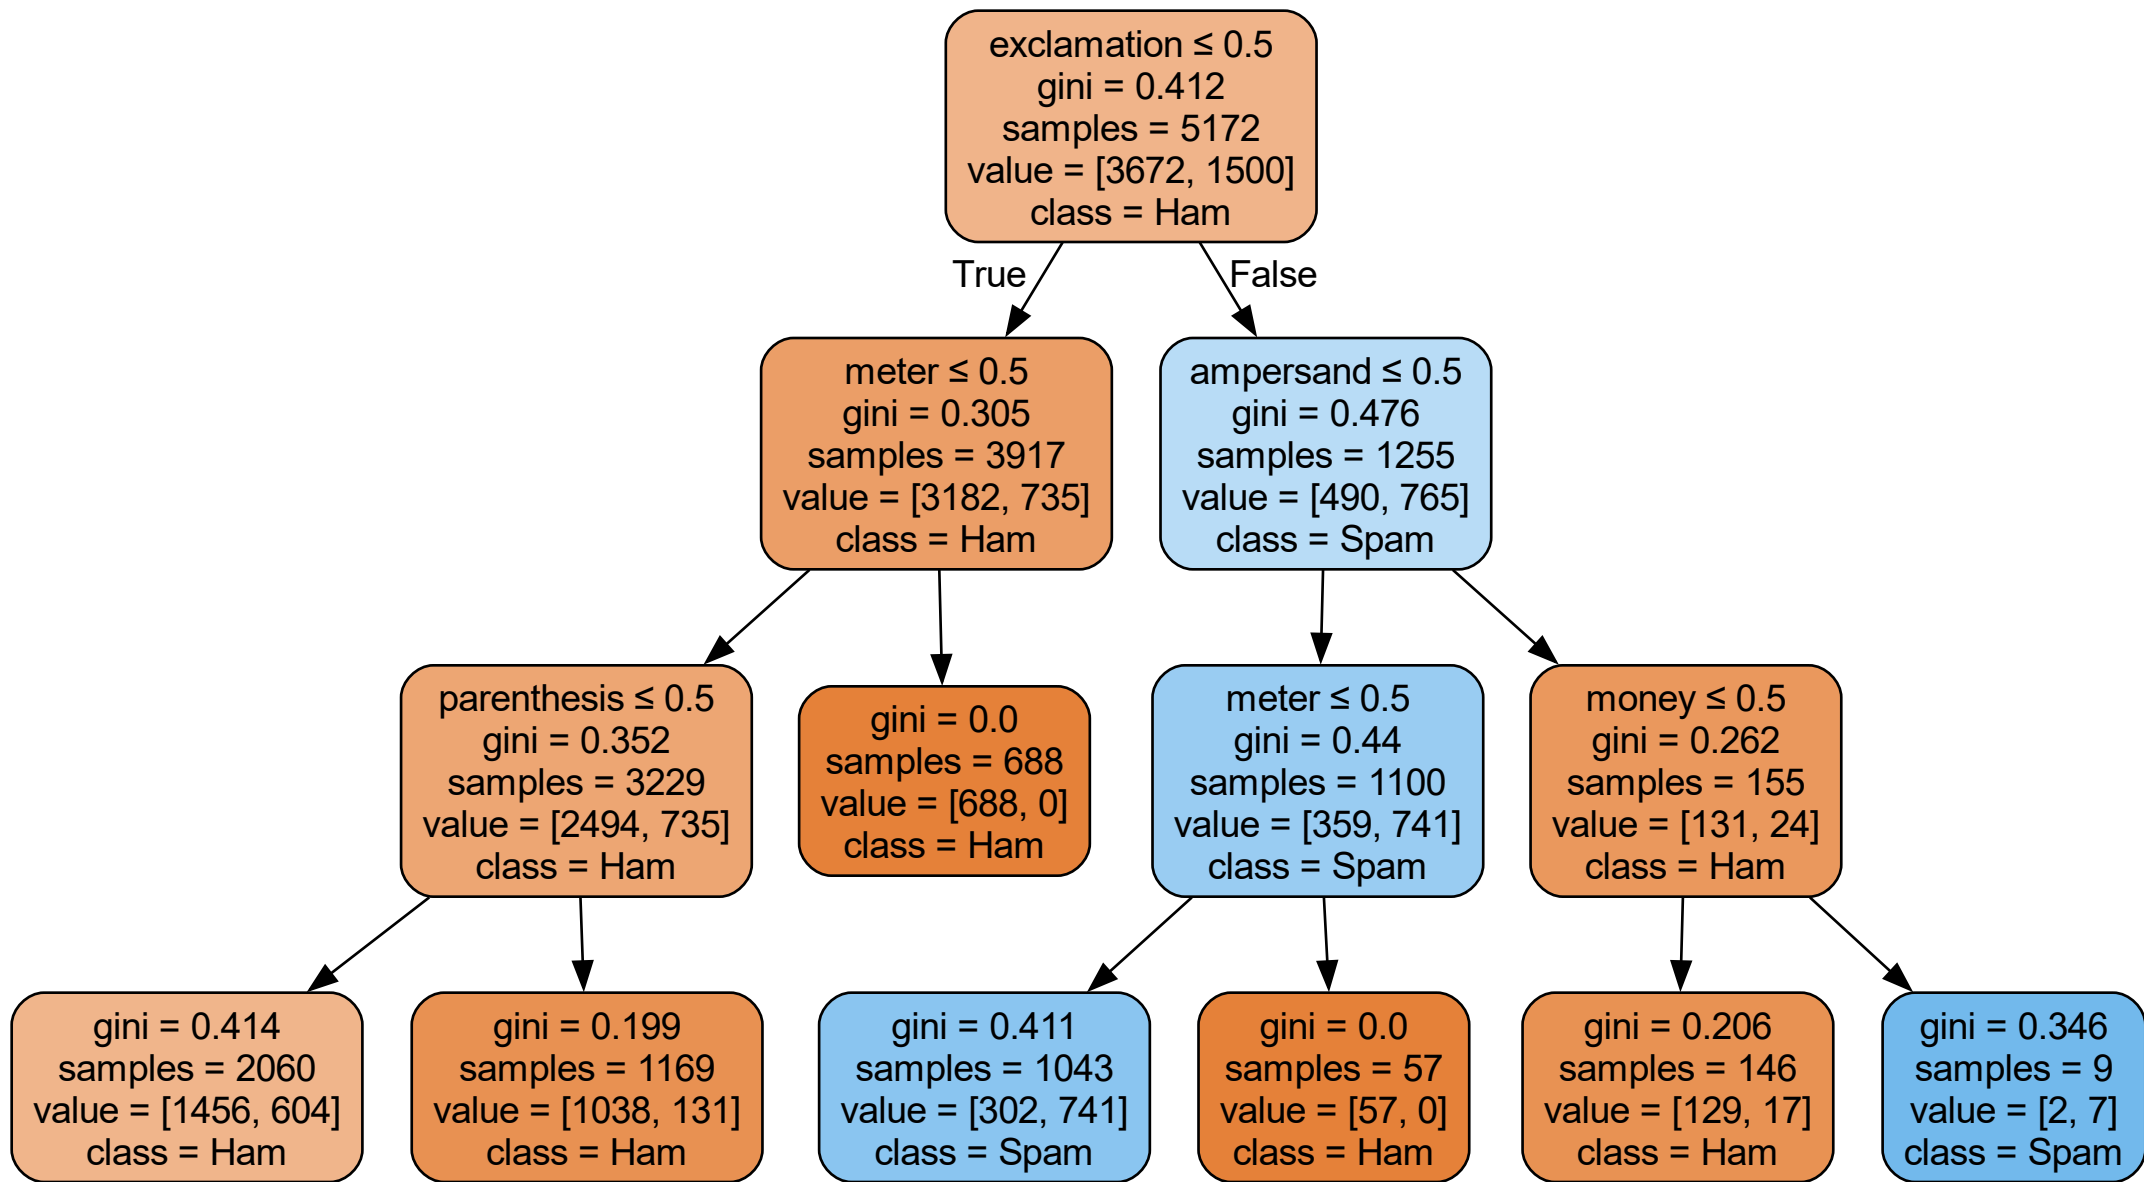 exclamation ≤ 0.5
gini = 0.412
samples = 5172
value = [3672, 1500]
class = Ham
True
False
meter ≤ 0.5
gini = 0.305
samples = 3917
value = [3182, 735]
class = Ham
ampersand ≤ 0.5
gini = 0.476
samples = 1255
value = [490, 765]
class = Spam
parenthesis ≤ 0.5
gini = 0.352
samples = 3229
value = [2494, 735]
class = Ham
gini = 0.0
samples = 688
value = [688, 0]
class = Ham
meter ≤ 0.5
gini = 0.44
samples = 1100
value = [359, 741]
class = Spam
money ≤ 0.5
gini = 0.262
samples = 155
value = [131, 24]
class = Ham
gini = 0.414
samples = 2060
value = [1456, 604]
class = Ham
gini = 0.199
samples = 1169
value = [1038, 131]
class = Ham
gini = 0.411
samples = 1043
value = [302, 741]
class = Spam
gini = 0.0
samples = 57
value = [57, 0]
class = Ham
gini = 0.206
samples = 146
value = [129, 17]
class = Ham
gini = 0.346
samples = 9
value = [2, 7]
class = Spam